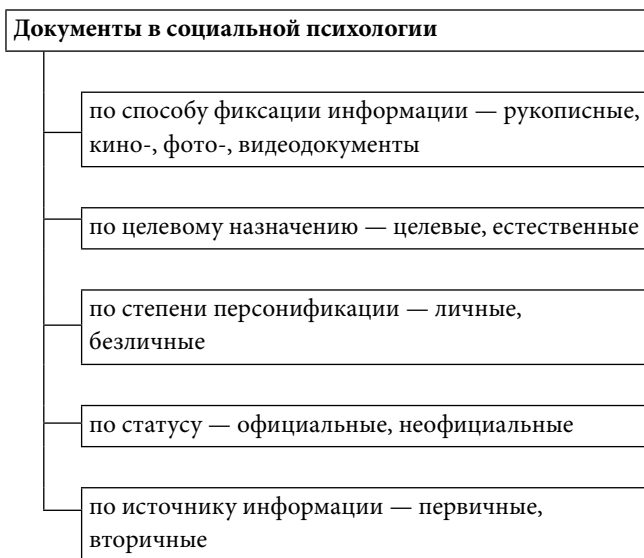 Документы в социальной психологии
по способу фиксации информации — рукописные,
кино-, фото-, видеодокументы
по целевому назначению — целевые, естественные
по степени персонификации — личные,
безличные
по статусу — официальные, неофициальные
по источнику информации — первичные,
вторичные